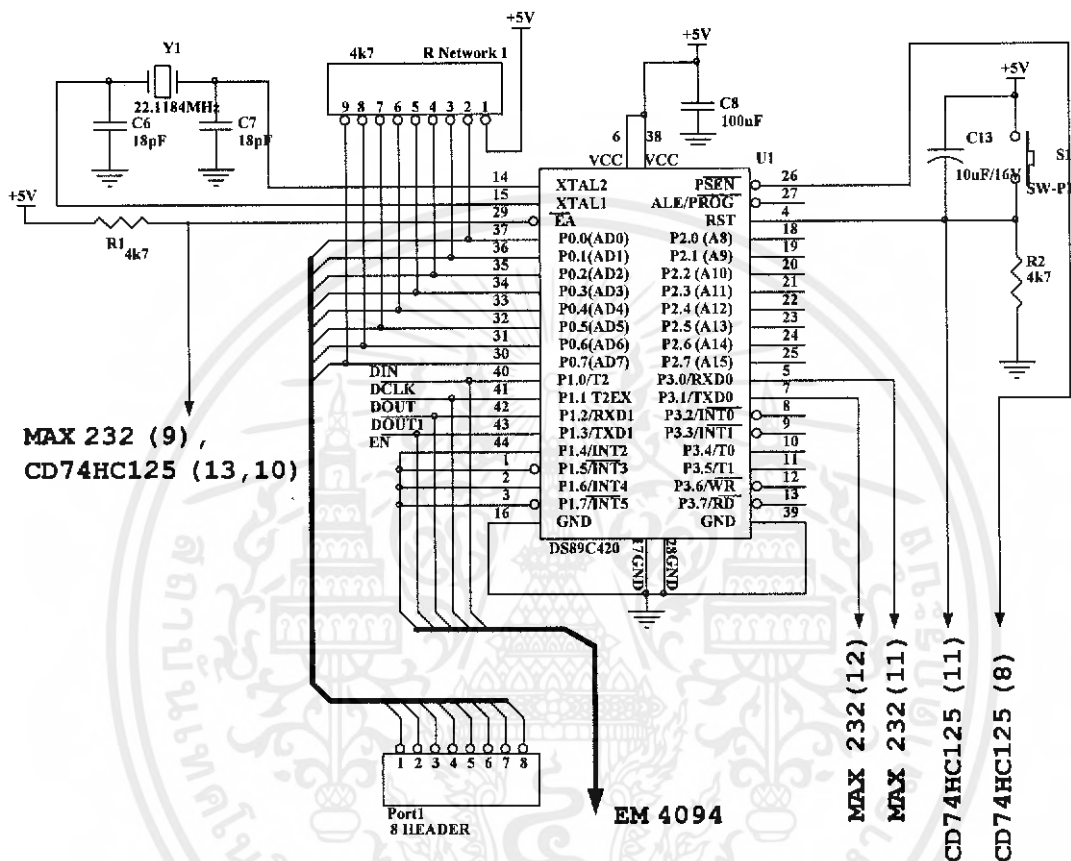 +5V
Y1
22.1184MHz
C6
18pF
C7
18pF
4k7
R Network 1
9 8 7 6 5 4 3 2 1
+5V
C8
100nF
+5V
C13
10uF/16V
S1
+5V
R1
4k7
R2
4k7
6 38
VCC VCC
U1
14 XTAL2
15 XTAL1
29 EA
37 P0.0(AD0)
36 P0.1(AD1)
35 P0.2(AD2)
34 P0.3(AD3)
33 P0.4(AD4)
32 P0.5(AD5)
31 P0.6(AD6)
30 P0.7(AD7)
DIN 40 P1.0/T2
DCLK 41 P1.1 T2EX
DOUT 42 P1.2/RXD1
DOUT1 43 P1.3/TXD1
EN 44 P1.4/INT2
1 P1.5/INT3
2 P1.6/INT4
3 P1.7/INT5
16 GND
PSEN 26
ALE/PROG 27
RST 4
P2.0 (A8) 18
P2.1 (A9) 19
P2.2 (A10) 20
P2.3 (A11) 21
P2.4 (A12) 22
P2.5 (A13) 23
P2.6 (A14) 24
P2.7 (A15) 25
P3.0/RXD0 5
P3.1/TXD0 7
P3.2/INT0 8
P3.3/INT1 9
P3.4/T0 10
P3.5/T1 11
P3.6/WR 12
P3.7/RD 13
GND 39
DS89C420
GND
28GND
MAX 232 (9),
CD74HC125 (13,10)
1 2 3 4 5 6 7 8
Port1
8 HEADER
EM 4094
MAX 232(12)
MAX 232(11)
CD74HC125 (11)
CD74HC125 (8)